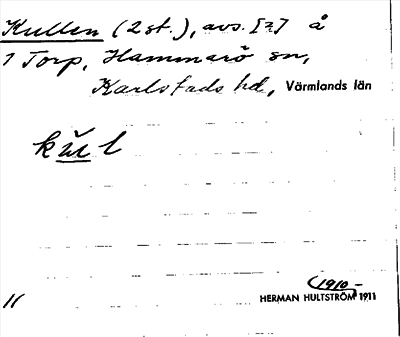 Kullen (2 st.), avs. [?] å
1 Torp, Hammarö sn,
Karlstads hd, Värmlands län
kŭl
1910-
HERMAN HULTSTRÖM 1911
11